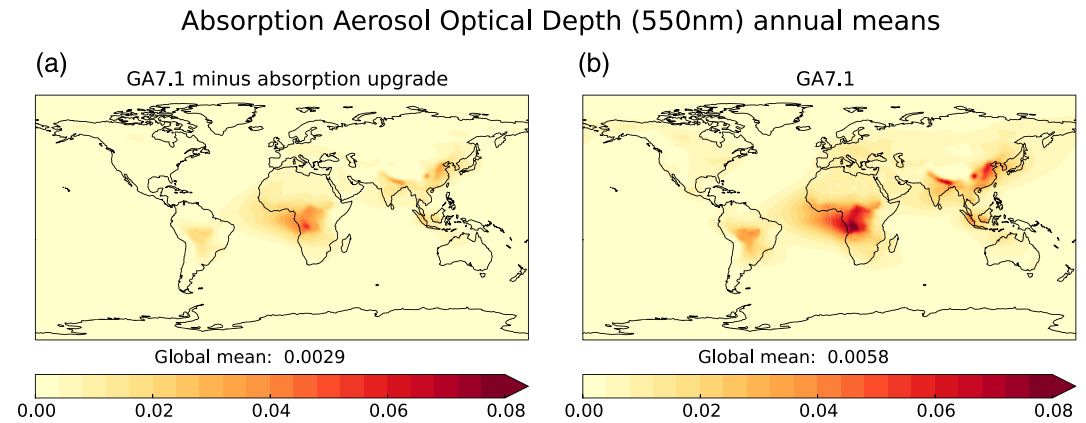 Absorption Aerosol Optical Depth (550nm) annual means
(a)
GA7.1 minus absorption upgrade
Global mean: 0.0029
0.00 0.02 0.04 0.06 0.08
(b)
GA7.1
Global mean: 0.0058
0.00 0.02 0.04 0.06 0.08